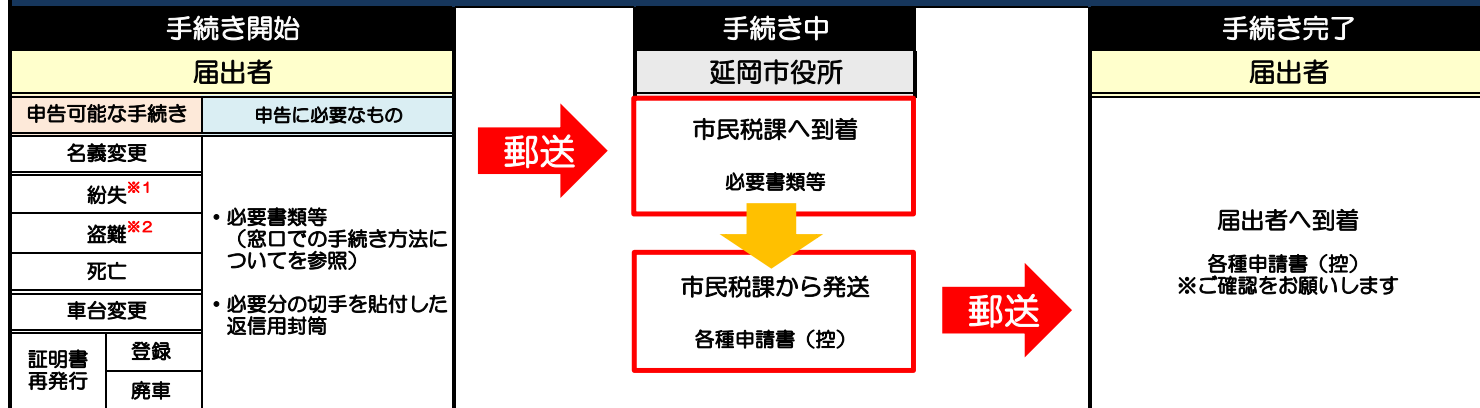 手続き開始
届出者
申告可能な手続き
申告に必要なもの
名義変更
紛失※1
盗難※2
死亡
車台変更
証明書
再発行
登録
廃車
・必要書類等
（窓口での手続き方法に
ついてを参照）
・必要分の切手を貼付した
返信用封筒
郵送
手続き中
延岡市役所
市民税課へ到着
必要書類等
市民税課から発送
各種申請書（控）
郵送
手続き完了
届出者
届出者へ到着
各種申請書（控）
※ご確認をお願いします